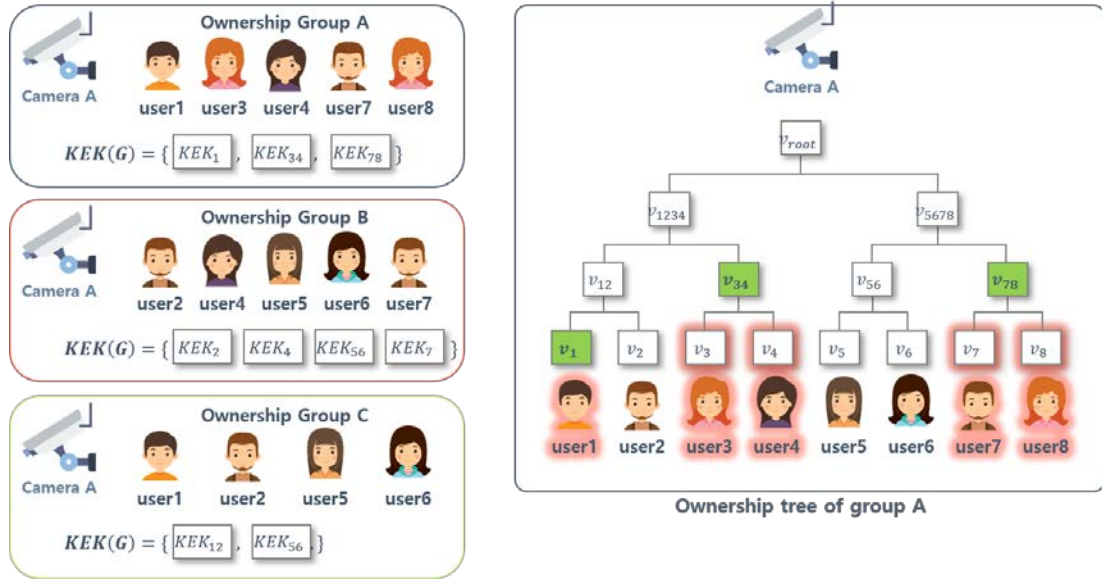 Ownership Group A
Camera A
user1 user3 user4 user7 user8
KEK(G) = { KEK₁ , KEK₃₄ , KEK₇₈ }
Ownership Group B
Camera A
user2 user4 user5 user6 user7
KEK(G) = { KEK₂ KEK₄ KEK₅₆ KEK₇ }
Ownership Group C
Camera A
user1 user2 user5 user6
KEK(G) = { KEK₁₂ , KEK₅₆ , }
Camera A
v_root
v₁₂₃₄ v₅₆₇₈
v₁₂ v₃₄ v₅₆ v₇₈
v₁ v₂ v₃ v₄ v₅ v₆ v₇ v₈
user1 user2 user3 user4 user5 user6 user7 user8
Ownership tree of group A